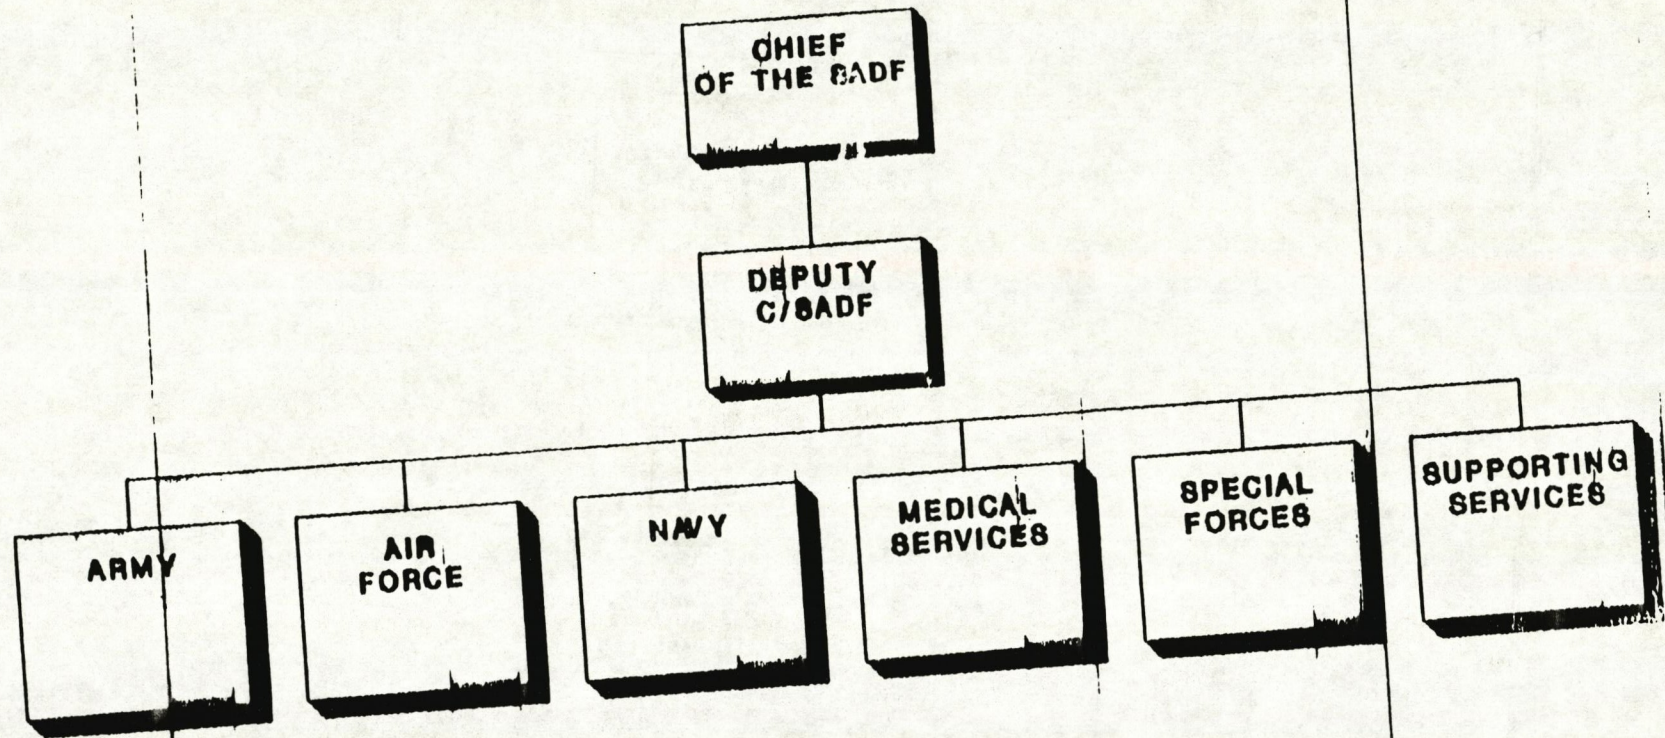 CHIEF
OF THE SADF
DEPUTY
C/SADF
ARMY
AIR
FORCE
NAVY
MEDICAL
SERVICES
SPECIAL
FORCES
SUPPORTING
SERVICES